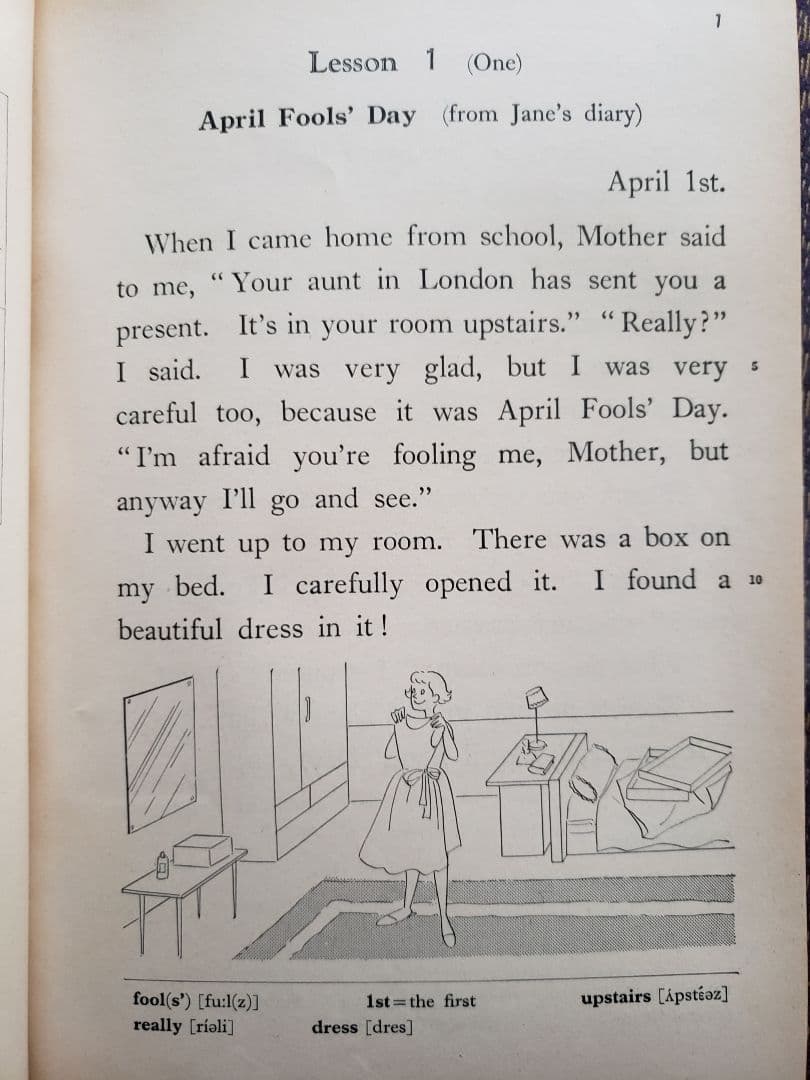 1
Lesson 1 (One)
April Fools’ Day (from Jane’s diary)
April 1st.
When I came home from school, Mother said
to me, “Your aunt in London has sent you a
present. It’s in your room upstairs.” “Really?”
I said. I was very glad, but I was very 5
careful too, because it was April Fools’ Day.
“I’m afraid you’re fooling me, Mother, but
anyway I’ll go and see.”
I went up to my room. There was a box on
my bed. I carefully opened it. I found a 10
beautiful dress in it!
fool(s’) [fu:l(z)] 1st=the first upstairs [ʌ́pstɛ́əz]
really [ríəli] dress [dres]